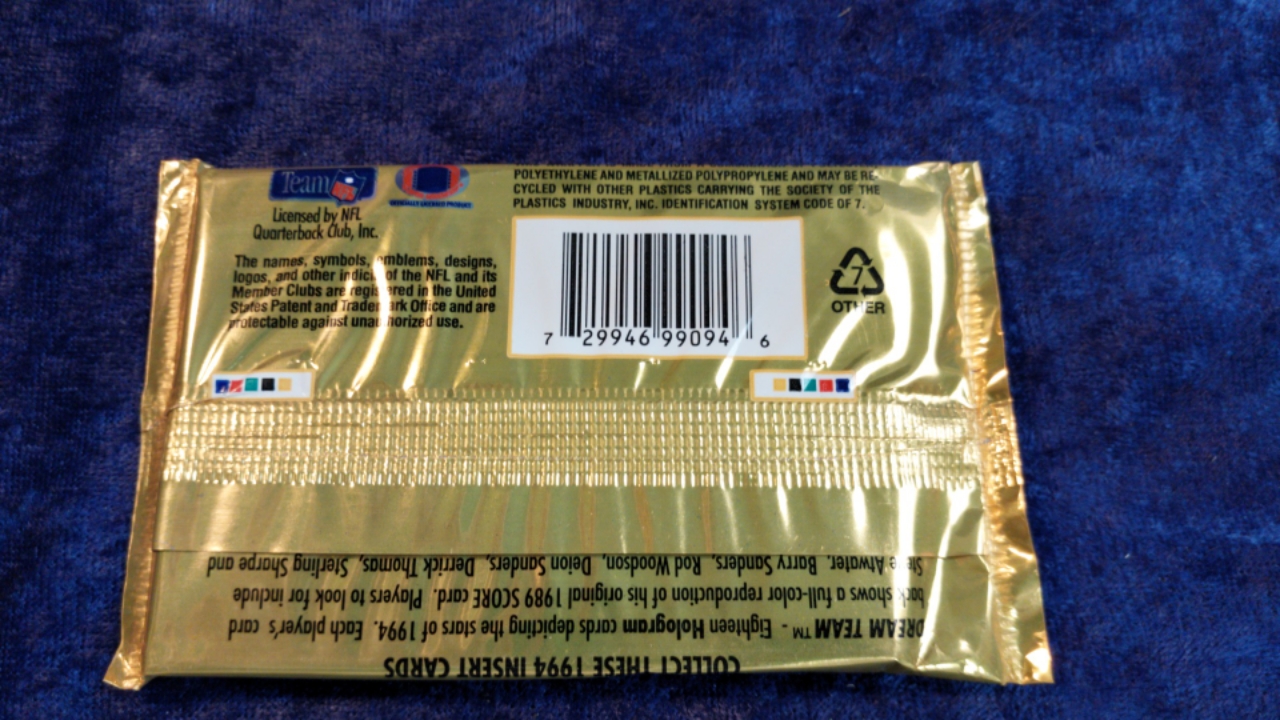 Team NFL
OFFICIALLY LICENSED PRODUCT
Licensed by NFL
Quarterback Club, Inc.
The names, symbols, emblems, designs,
logos, and other indicia of the NFL and its
Member Clubs are registered in the United
States Patent and Trademark Office and are
protectable against unauthorized use.
POLYETHYLENE AND METALLIZED POLYPROPYLENE AND MAY BE RE-
CYCLED WITH OTHER PLASTICS CARRYING THE SOCIETY OF THE
PLASTICS INDUSTRY, INC. IDENTIFICATION SYSTEM CODE OF 7.
7 29946 99094 6
7
OTHER
COLLECT THESE 1994 INSERT CARDS
DREAM TEAM™ - Eighteen Hologram cards depicting the stars of 1994. Each player's card
back shows a full-color reproduction of his original 1989 SCORE card. Players to look for include
Steve Atwater, Barry Sanders, Rod Woodson, Deion Sanders, Derrick Thomas, Sterling Sharpe and